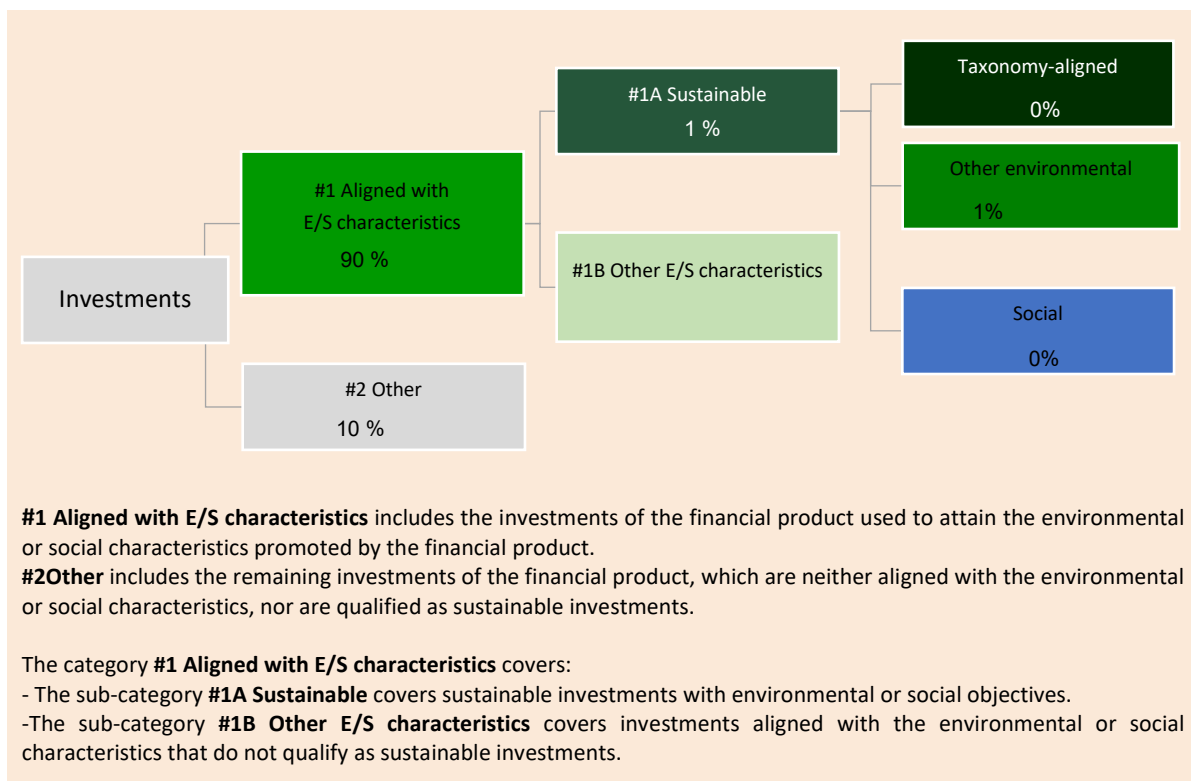 Investments
#1 Aligned with
E/S characteristics
90 %
#2 Other
10 %
#1A Sustainable
1 %
#1B Other E/S characteristics
Taxonomy-aligned
0%
Other environmental
1%
Social
0%
#1 Aligned with E/S characteristics includes the investments of the financial product used to attain the environmental
or social characteristics promoted by the financial product.
#2Other includes the remaining investments of the financial product, which are neither aligned with the environmental
or social characteristics, nor are qualified as sustainable investments.
The category #1 Aligned with E/S characteristics covers:
- The sub-category #1A Sustainable covers sustainable investments with environmental or social objectives.
-The sub-category #1B Other E/S characteristics covers investments aligned with the environmental or social
characteristics that do not qualify as sustainable investments.